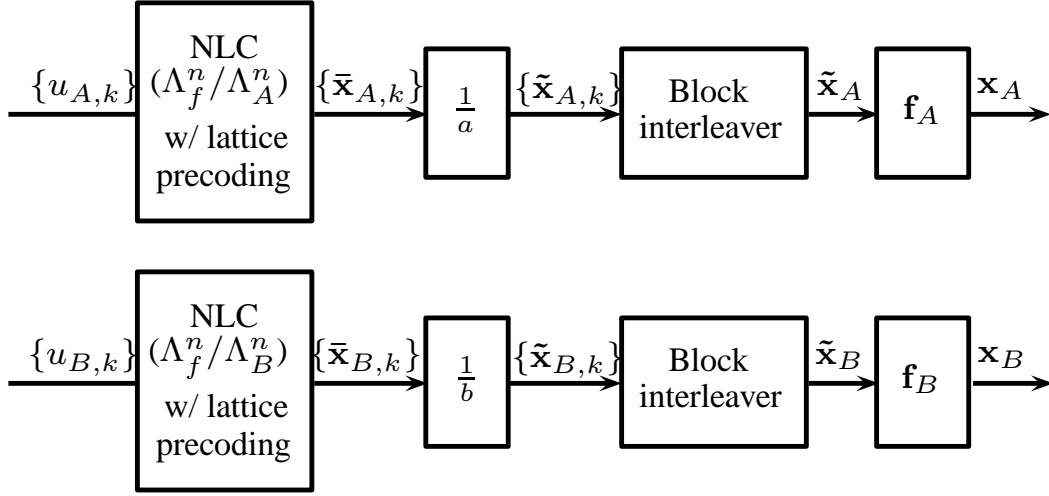 {u_{A,k}}
NLC
(Λ_f^n/Λ_A^n)
w/ lattice
precoding
{x̄_{A,k}}
1/a
{x̃_{A,k}}
Block
interleaver
x̃_A
f_A
x_A
{u_{B,k}}
NLC
(Λ_f^n/Λ_B^n)
w/ lattice
precoding
{x̄_{B,k}}
1/b
{x̃_{B,k}}
Block
interleaver
x̃_B
f_B
x_B